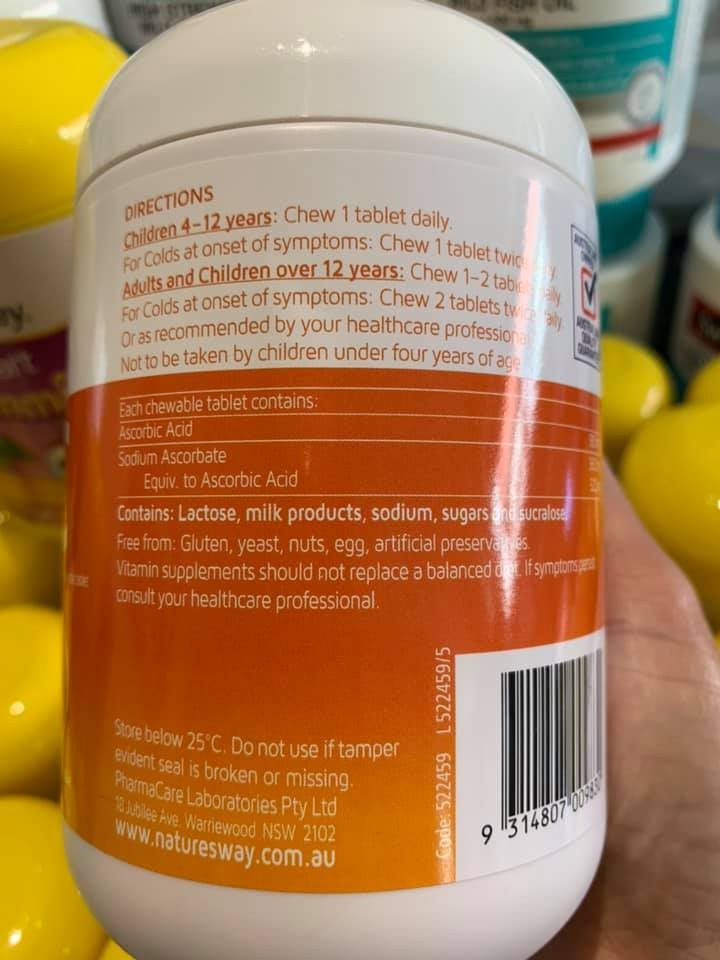 DIRECTIONS
Children 4-12 years: Chew 1 tablet daily.
For Colds at onset of symptoms: Chew 1 tablet twice
Adults and Children over 12 years: Chew 1-2
For Colds at onset of symptoms: Chew 2 tablets twice daily.
Or as recommended by your healthcare professional
Not to be taken by children under four years of age
Each chewable tablet contains:
Ascorbic Acid
Sodium Ascorbate
Equiv. to Ascorbic Acid
Contains: Lactose, milk products, sodium, sugars and sucralose.
Free from: Gluten, yeast, nuts, egg, artificial preservatives.
Vitamin supplements should not replace a balanced diet. If symptoms persist
consult your healthcare professional.
Store below 25°C. Do not use if tamper
evident seal is broken or missing.
PharmaCare Laboratories Pty Ltd
18 Jubilee Ave. Warriewood NSW 2102
www.naturesway.com.au
Code: 522459 L522459/5
9 314807
FISH OIL